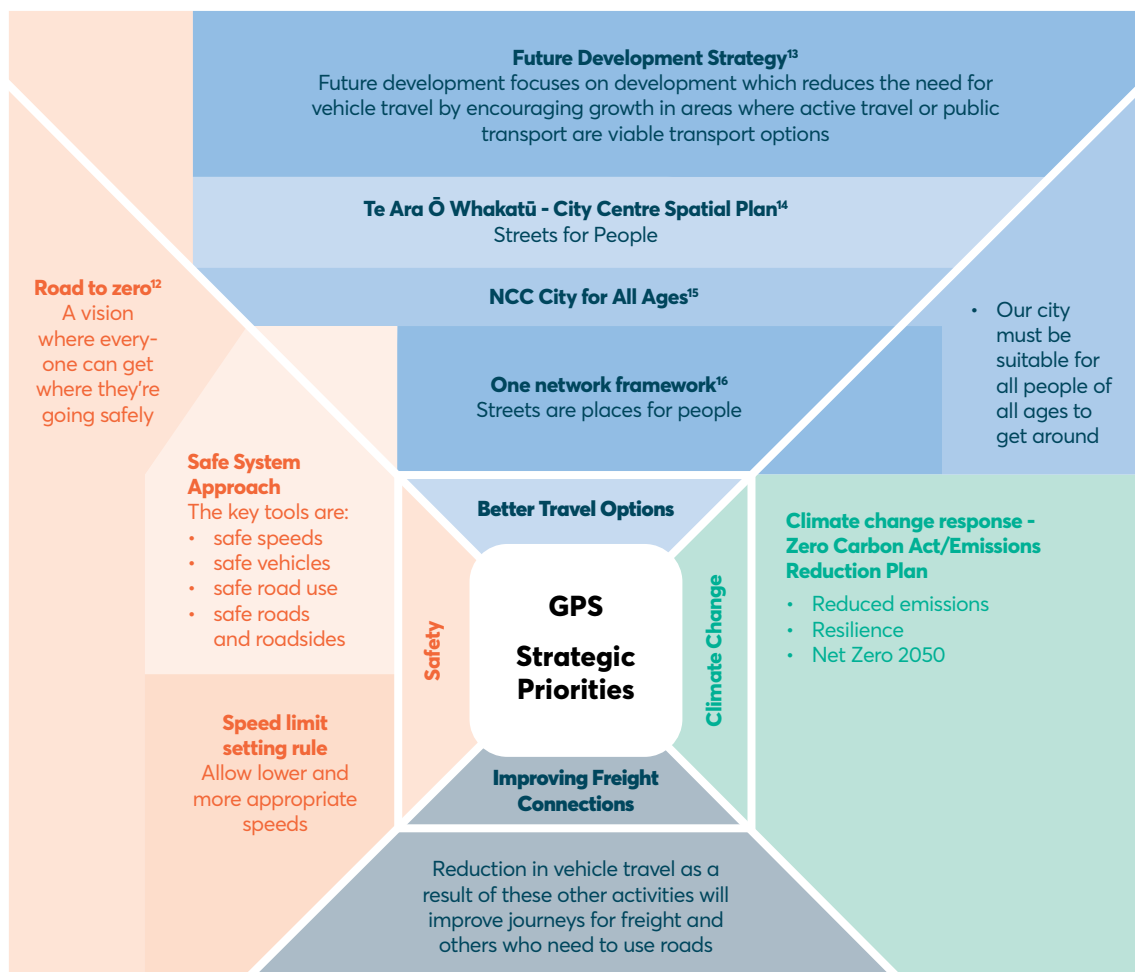 Future Development Strategy¹³
Future development focuses on development which reduces the need for
vehicle travel by encouraging growth in areas where active travel or public
transport are viable transport options
Te Ara Ō Whakatū - City Centre Spatial Plan¹⁴
Streets for People
NCC City for All Ages¹⁵
• Our city
must be
suitable for
all people of
all ages to
get around
One network framework¹⁶
Streets are places for people
Road to zero¹²
A vision
where every-
one can get
where they're
going safely
Safe System
Approach
The key tools are:
• safe speeds
• safe vehicles
• safe road use
• safe roads
and roadsides
Speed limit
setting rule
Allow lower and
more appropriate
speeds
Better Travel Options
Safety
GPS
Strategic
Priorities
Climate Change
Improving Freight
Connections
Climate change response -
Zero Carbon Act/Emissions
Reduction Plan
• Reduced emissions
• Resilience
• Net Zero 2050
Reduction in vehicle travel as a
result of these other activities will
improve journeys for freight and
others who need to use roads